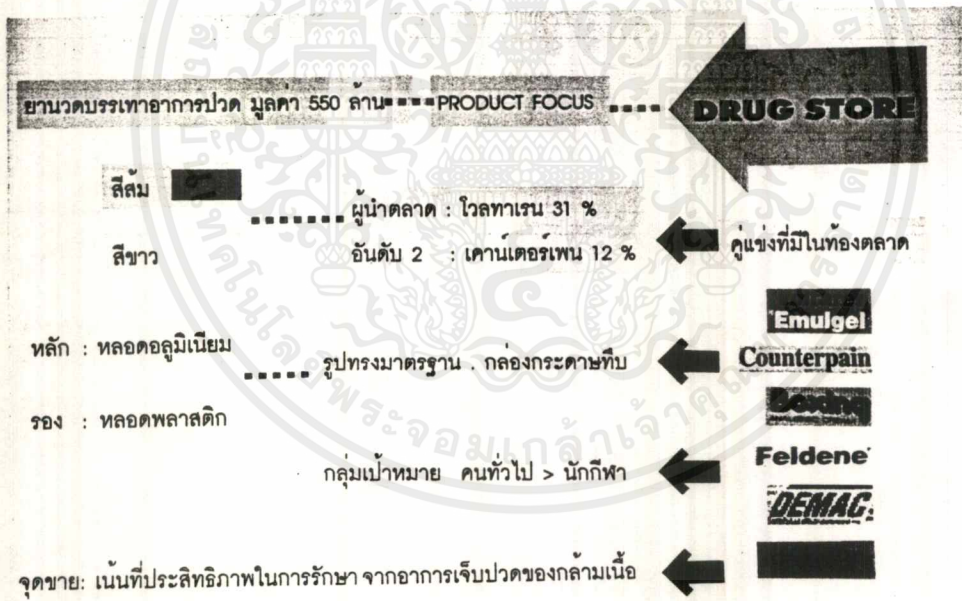 ยานวดบรรเทาอาการปวด มูลค่า 550 ล้าน PRODUCT FOCUS DRUG STORE
สีส้ม
ผู้นำตลาด : โวลทาเรน 31 %
สีขาว อันดับ 2 : เคาน์เตอร์เพน 12 % คู่แข่งที่มีในท้องตลาด
Emulgel
หลัก : หลอดอลูมิเนียม
รูปทรงมาตรฐาน . กล่องกระดาษทึบ Counterpain
รอง : หลอดพลาสติก Boxing
กลุ่มเป้าหมาย คนทั่วไป > นักกีฬา Feldene
DEMAG
จุดขาย: เน้นที่ประสิทธิภาพในการรักษา จากอาการเจ็บปวดของกล้ามเนื้อ